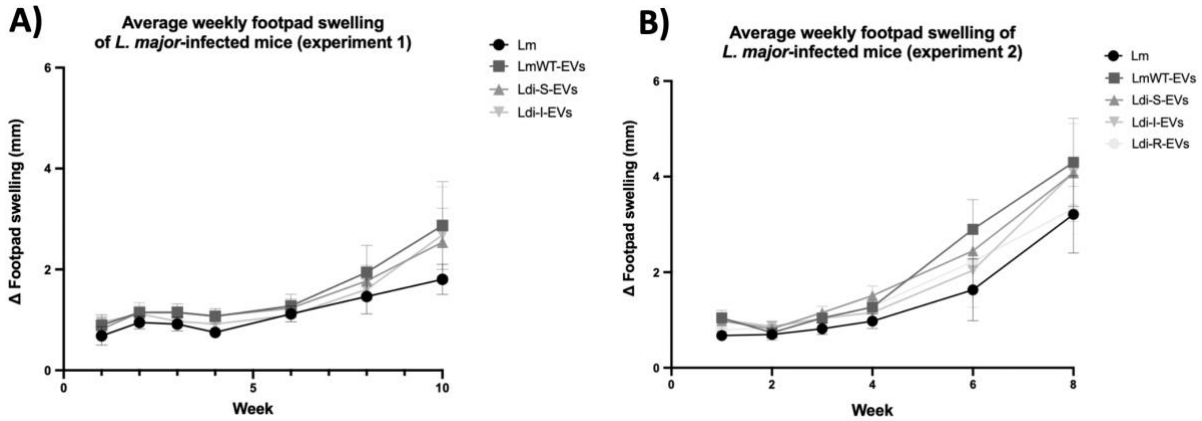 A)
Average weekly footpad swelling
of L. major-infected mice (experiment 1)
Lm
LmWT-EVs
Ldi-S-EVs
Ldi-I-EVs
6
4
2
0
Δ Footpad swelling (mm)
0
5
10
Week
B)
Average weekly footpad swelling of
L. major-infected mice (experiment 2)
Lm
LmWT-EVs
Ldi-S-EVs
Ldi-I-EVs
Ldi-R-EVs
6
4
2
0
Δ Footpad swelling (mm)
0
2
4
6
8
Week